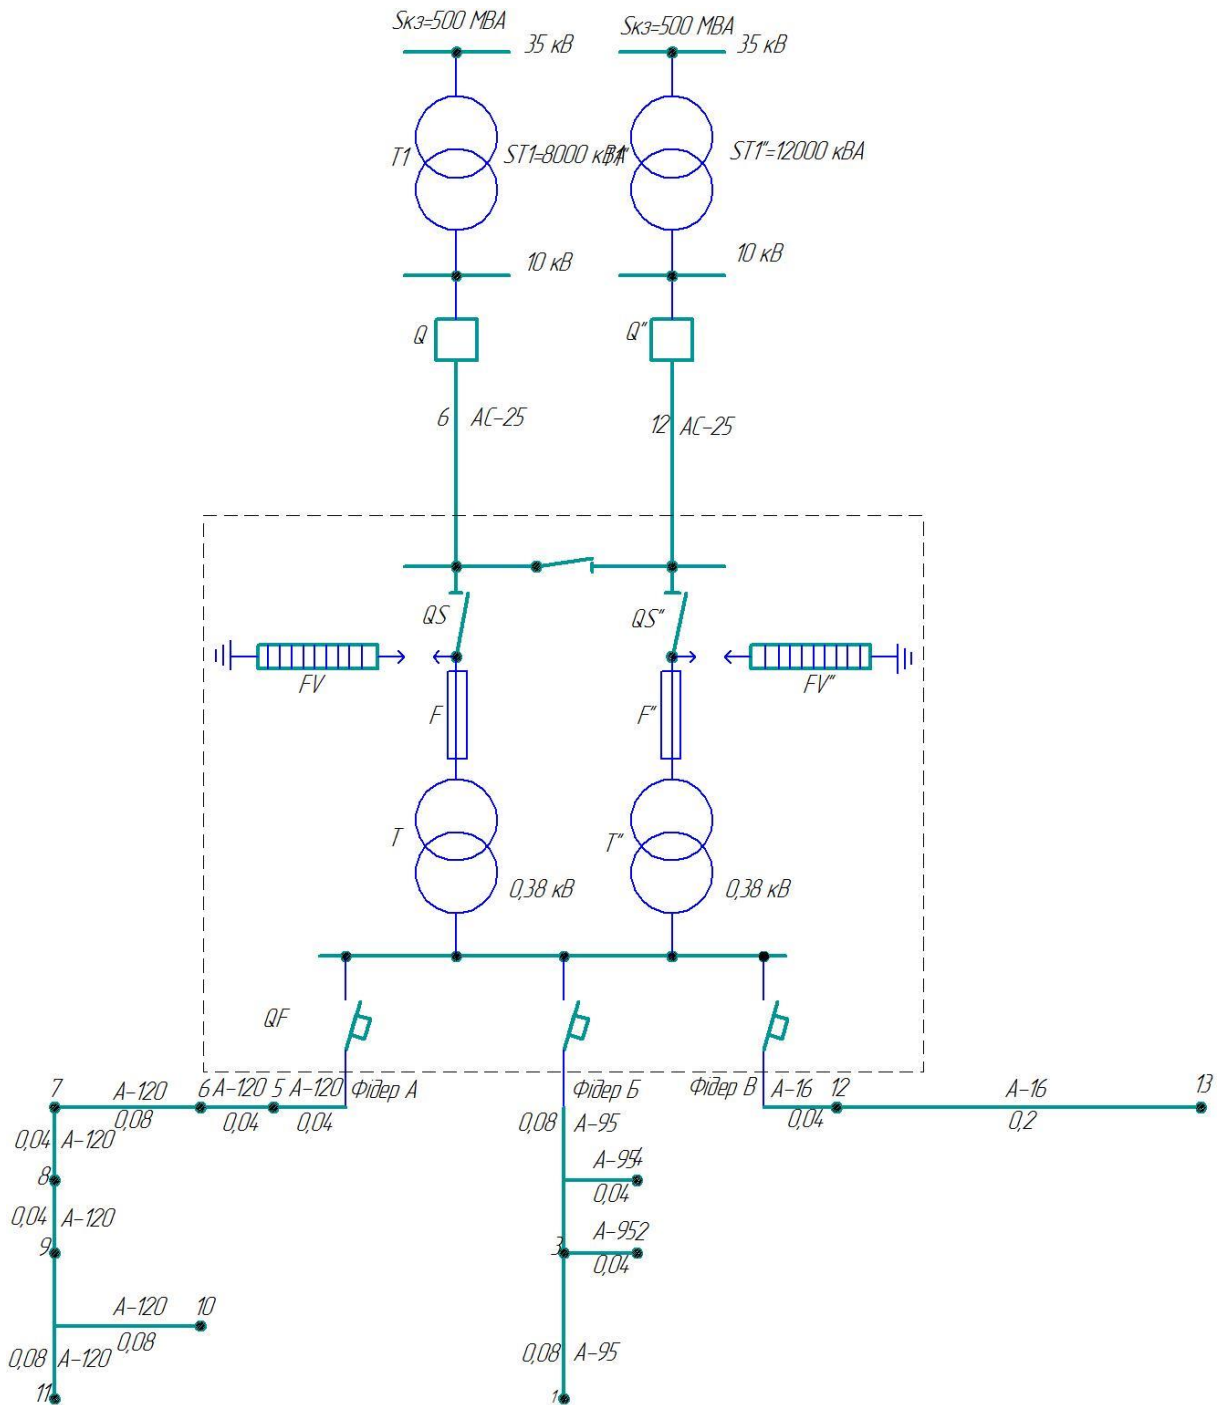 Sкз=500 МВА
35 кВ
Sкз=500 МВА
35 кВ
Т1
ST1=8000 кВА
Т1"
ST1"=12000 кВА
10 кВ
10 кВ
Q
Q"
6 АС-25
12 АС-25
QS
QS"
FV
FV"
F
F"
Т
Т"
0,38 кВ
0,38 кВ
QF
7 А-120 6 А-120 5 А-120 Фідер А
0,08 0,04 0,04
Фідер Б
Фідер В А-16 12 А-16 13
0,04 0,2
0,04 А-120
0,08 А-95
8
А-95 4
0,04
0,04 А-120
9
3 А-95 2
0,04
А-120 10
0,08
0,08 А-120
0,08 А-95
11
1